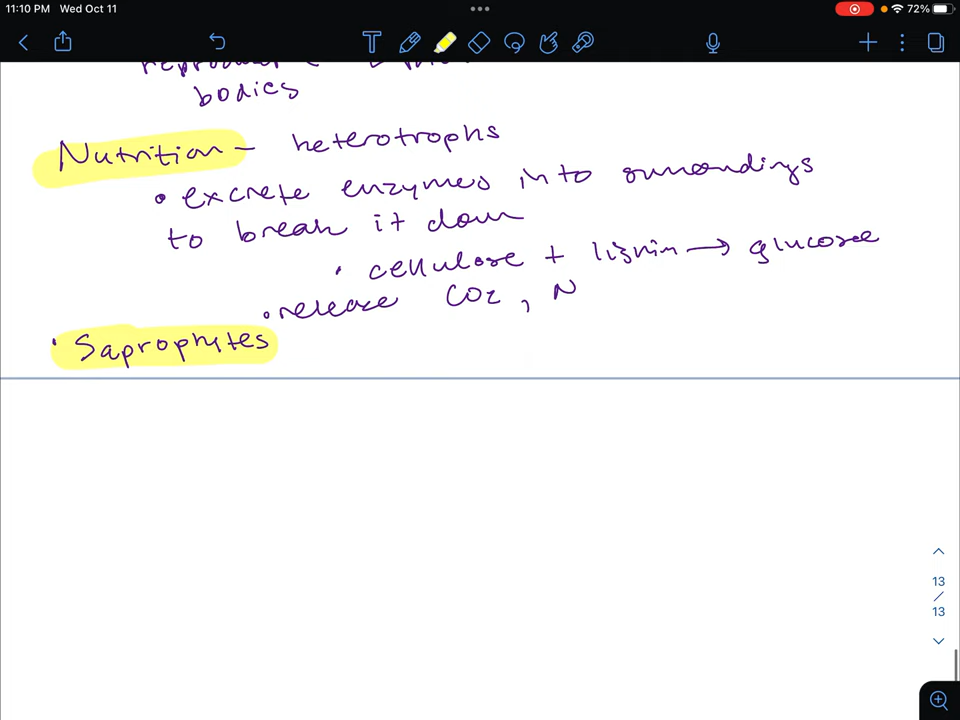 11:10 PM Wed Oct 11
72%
bodies
Nutrition - heterotrophs
• excrete enzymes into surroundings
to break it down
• cellulose + lignin → glucose
• release CO2, N
• Saprophytes
13
/
13